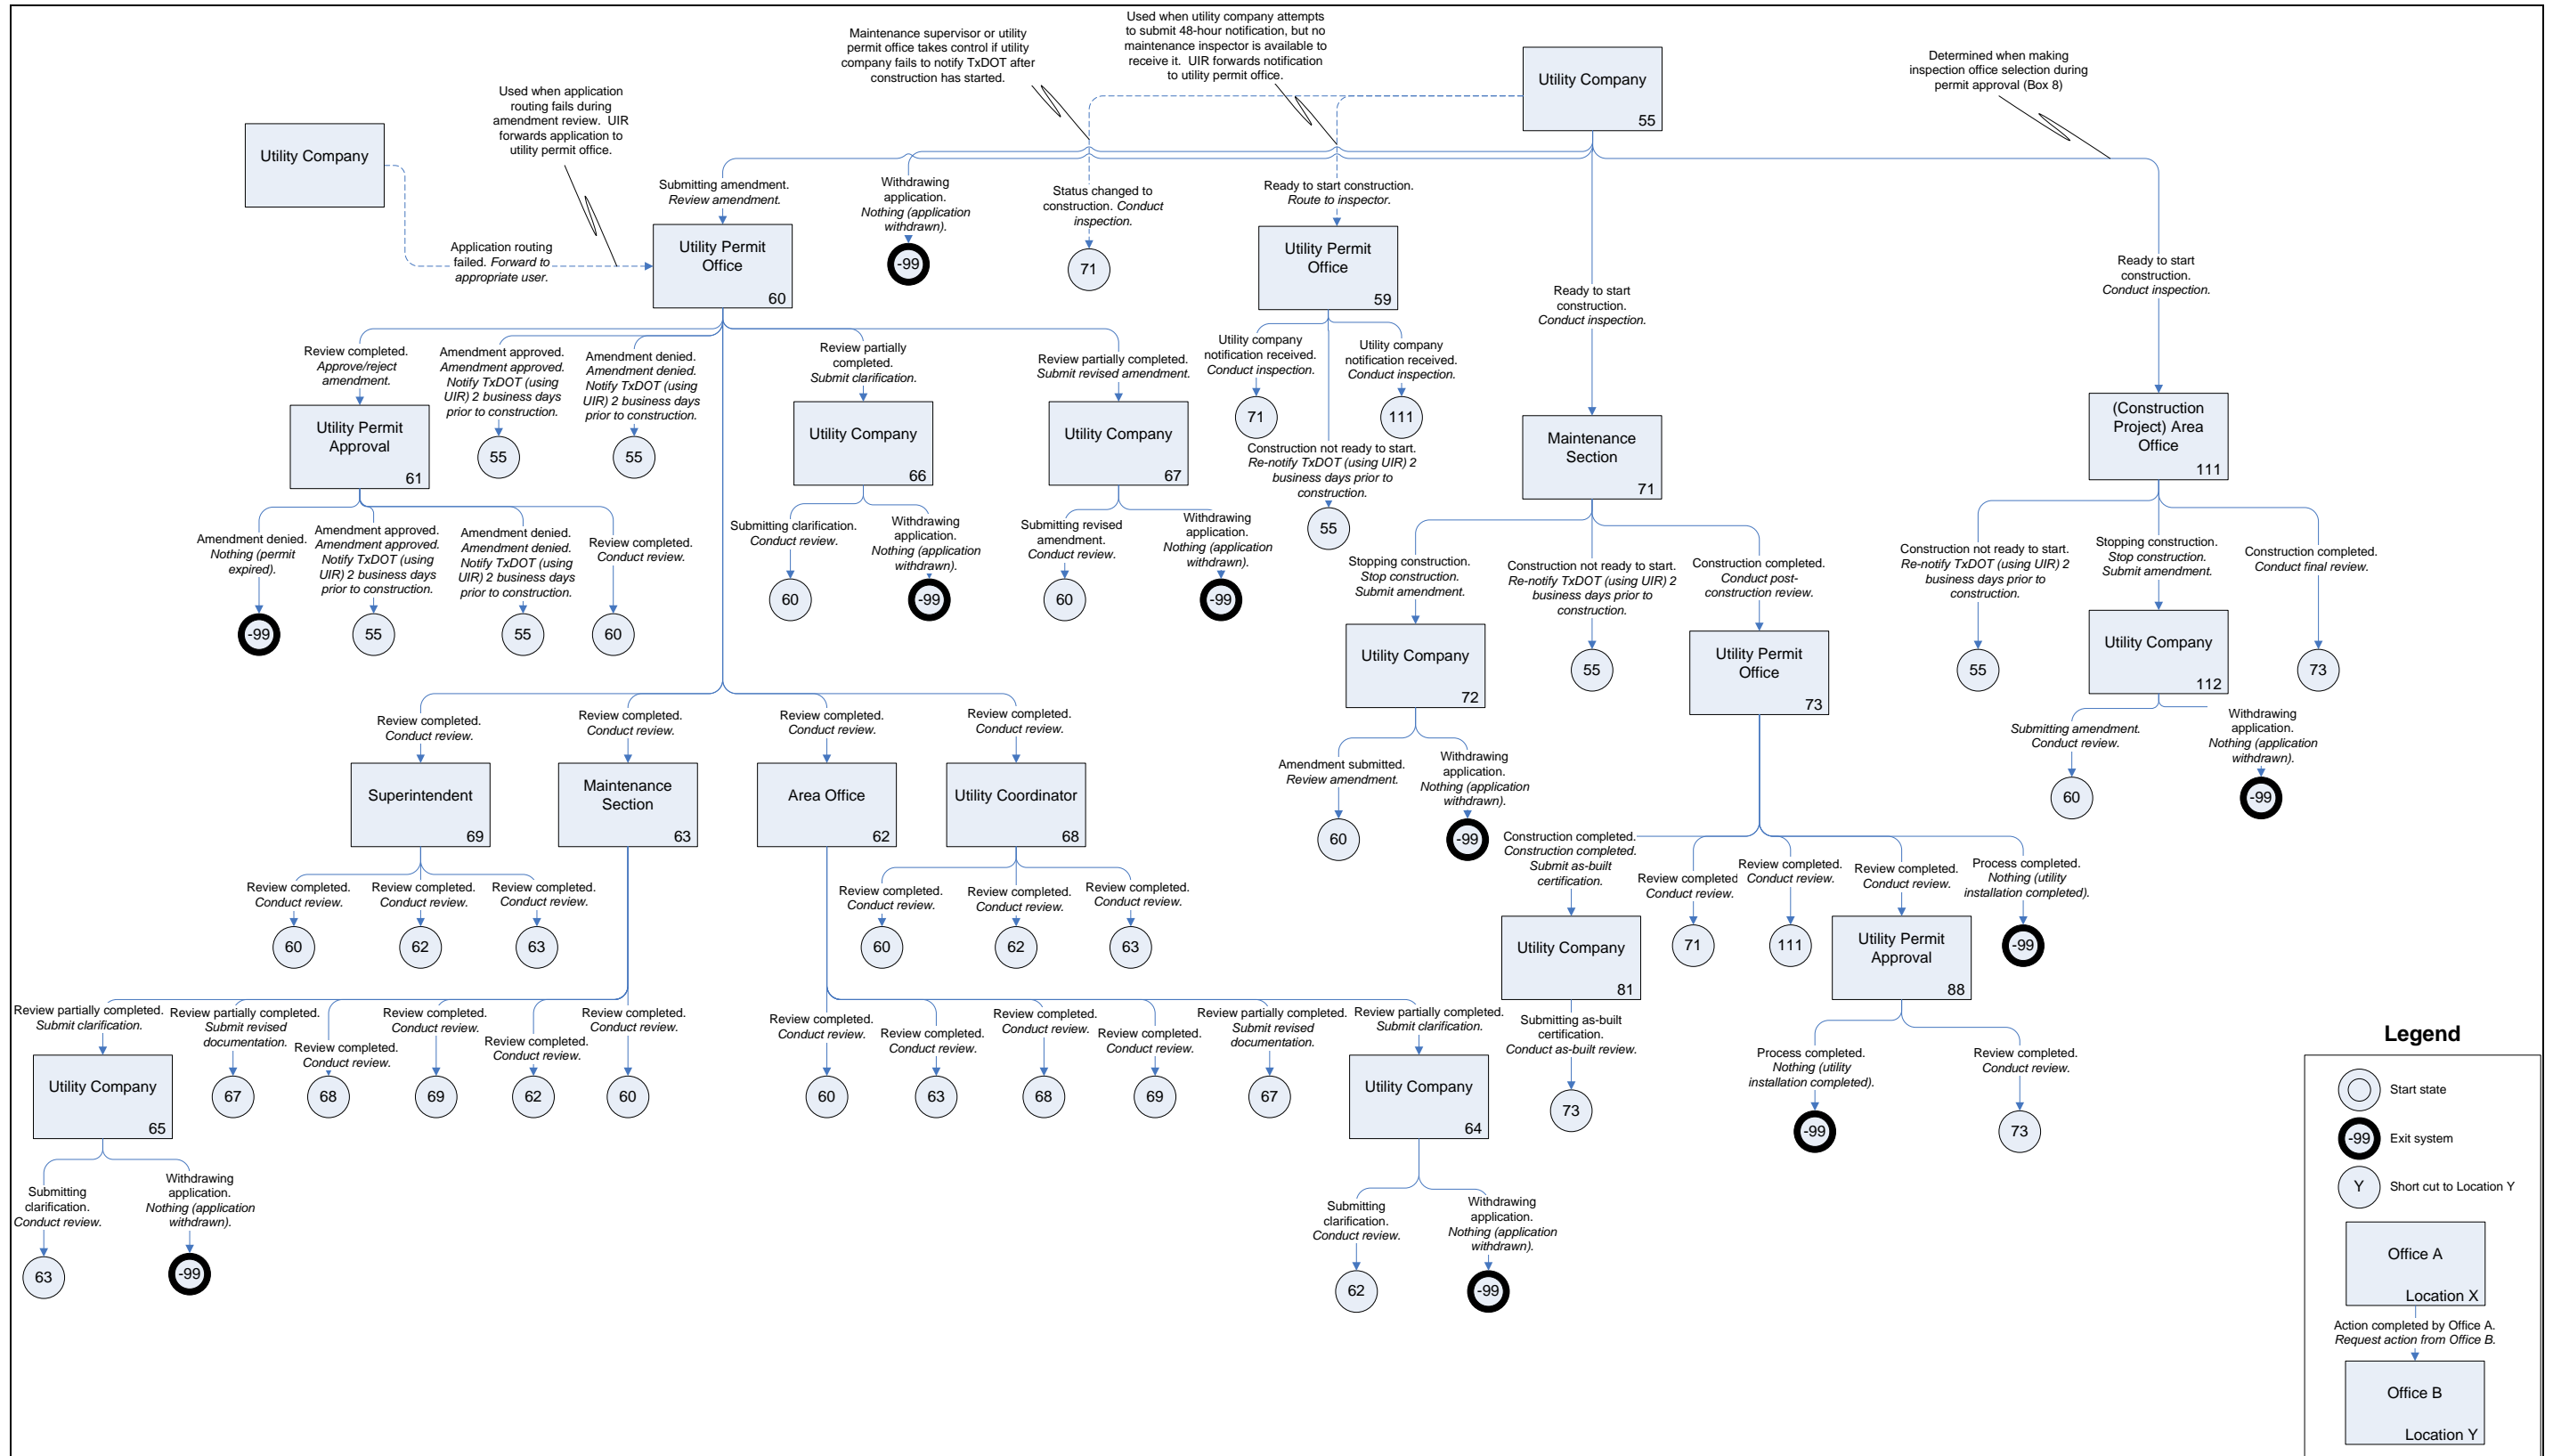 Maintenance supervisor or utility
permit office takes control if utility
company fails to notify TxDOT after
construction has started.
Used when utility company attempts
to submit 48-hour notification, but no
maintenance inspector is available to
receive it.  UIR forwards notification
to utility permit office.
Utility Company
55
Determined when making
inspection office selection during
permit approval (Box 8)
Used when application
routing fails during
amendment review.  UIR
forwards application to
utility permit office.
Utility Company
Submitting amendment.
Review amendment.
Withdrawing
application.
Nothing (application
withdrawn).
-99
Status changed to
construction. Conduct
inspection.
71
Ready to start construction.
Route to inspector.
Application routing
failed. Forward to
appropriate user.
Utility Permit
Office
60
Utility Permit
Office
59
Ready to start
construction.
Conduct inspection.
Ready to start
construction.
Conduct inspection.
Review completed.
Approve/reject
amendment.
Amendment approved.
Amendment approved.
Notify TxDOT (using
UIR) 2 business days
prior to construction.
55
Amendment denied.
Amendment denied.
Notify TxDOT (using
UIR) 2 business days
prior to construction.
55
Review partially
completed.
Submit clarification.
Review partially completed.
Submit revised amendment.
Utility company
notification received.
Conduct inspection.
71
Utility company
notification received.
Conduct inspection.
111
Construction not ready to start.
Re-notify TxDOT (using UIR) 2
business days prior to
construction.
55
Utility Permit
Approval
61
Utility Company
66
Utility Company
67
Maintenance
Section
71
(Construction
Project) Area
Office
111
Amendment denied.
Nothing (permit
expired).
-99
Amendment approved.
Amendment approved.
Notify TxDOT (using
UIR) 2 business days
prior to construction.
55
Amendment denied.
Amendment denied.
Notify TxDOT (using
UIR) 2 business days
prior to construction.
55
Review completed.
Conduct review.
60
Submitting clarification.
Conduct review.
60
Withdrawing
application.
Nothing (application
withdrawn).
-99
Submitting revised
amendment.
Conduct review.
60
Withdrawing
application.
Nothing (application
withdrawn).
-99
Stopping construction.
Stop construction.
Submit amendment.
Construction not ready to start.
Re-notify TxDOT (using UIR) 2
business days prior to
construction.
55
Construction completed.
Conduct post-
construction review.
Construction not ready to start.
Re-notify TxDOT (using UIR) 2
business days prior to
construction.
55
Stopping construction.
Stop construction.
Submit amendment.
Construction completed.
Conduct final review.
73
Utility Company
72
Utility Permit
Office
73
Utility Company
112
Review completed.
Conduct review.
Review completed.
Conduct review.
Review completed.
Conduct review.
Review completed.
Conduct review.
Submitting amendment.
Conduct review.
60
Withdrawing
application.
Nothing (application
withdrawn).
-99
Superintendent
69
Maintenance
Section
63
Area Office
62
Utility Coordinator
68
Amendment submitted.
Review amendment.
60
Withdrawing
application.
Nothing (application
withdrawn).
-99
Construction completed.
Construction completed.
Submit as-built
certification.
Review completed
Conduct review.
71
Review completed.
Conduct review.
111
Review completed.
Conduct review.
Process completed.
Nothing (utility
installation completed).
-99
Review completed.
Conduct review.
60
Review completed.
Conduct review.
62
Review completed.
Conduct review.
63
Review completed.
Conduct review.
60
Review completed.
Conduct review.
62
Review completed.
Conduct review.
63
Utility Company
81
Utility Permit
Approval
88
Review partially completed.
Submit clarification.
Review partially completed.
Submit revised
documentation.
67
Review completed.
Conduct review.
68
Review completed.
Conduct review.
69
Review completed.
Conduct review.
62
Review completed.
Conduct review.
60
Review completed.
Conduct review.
60
Review completed.
Conduct review.
63
Review completed.
Conduct review.
68
Review completed.
Conduct review.
69
Review partially completed.
Submit revised
documentation.
67
Review partially completed.
Submit clarification.
Submitting as-built
certification.
Conduct as-built review.
73
Process completed.
Nothing (utility
installation completed).
-99
Review completed.
Conduct review.
73
Utility Company
65
Utility Company
64
Submitting
clarification.
Conduct review.
63
Withdrawing
application.
Nothing (application
withdrawn).
-99
Submitting
clarification.
Conduct review.
62
Withdrawing
application.
Nothing (application
withdrawn).
-99
Legend
Start state
-99
Exit system
Y
Short cut to Location Y
Office A
Location X
Action completed by Office A.
Request action from Office B.
Office B
Location Y